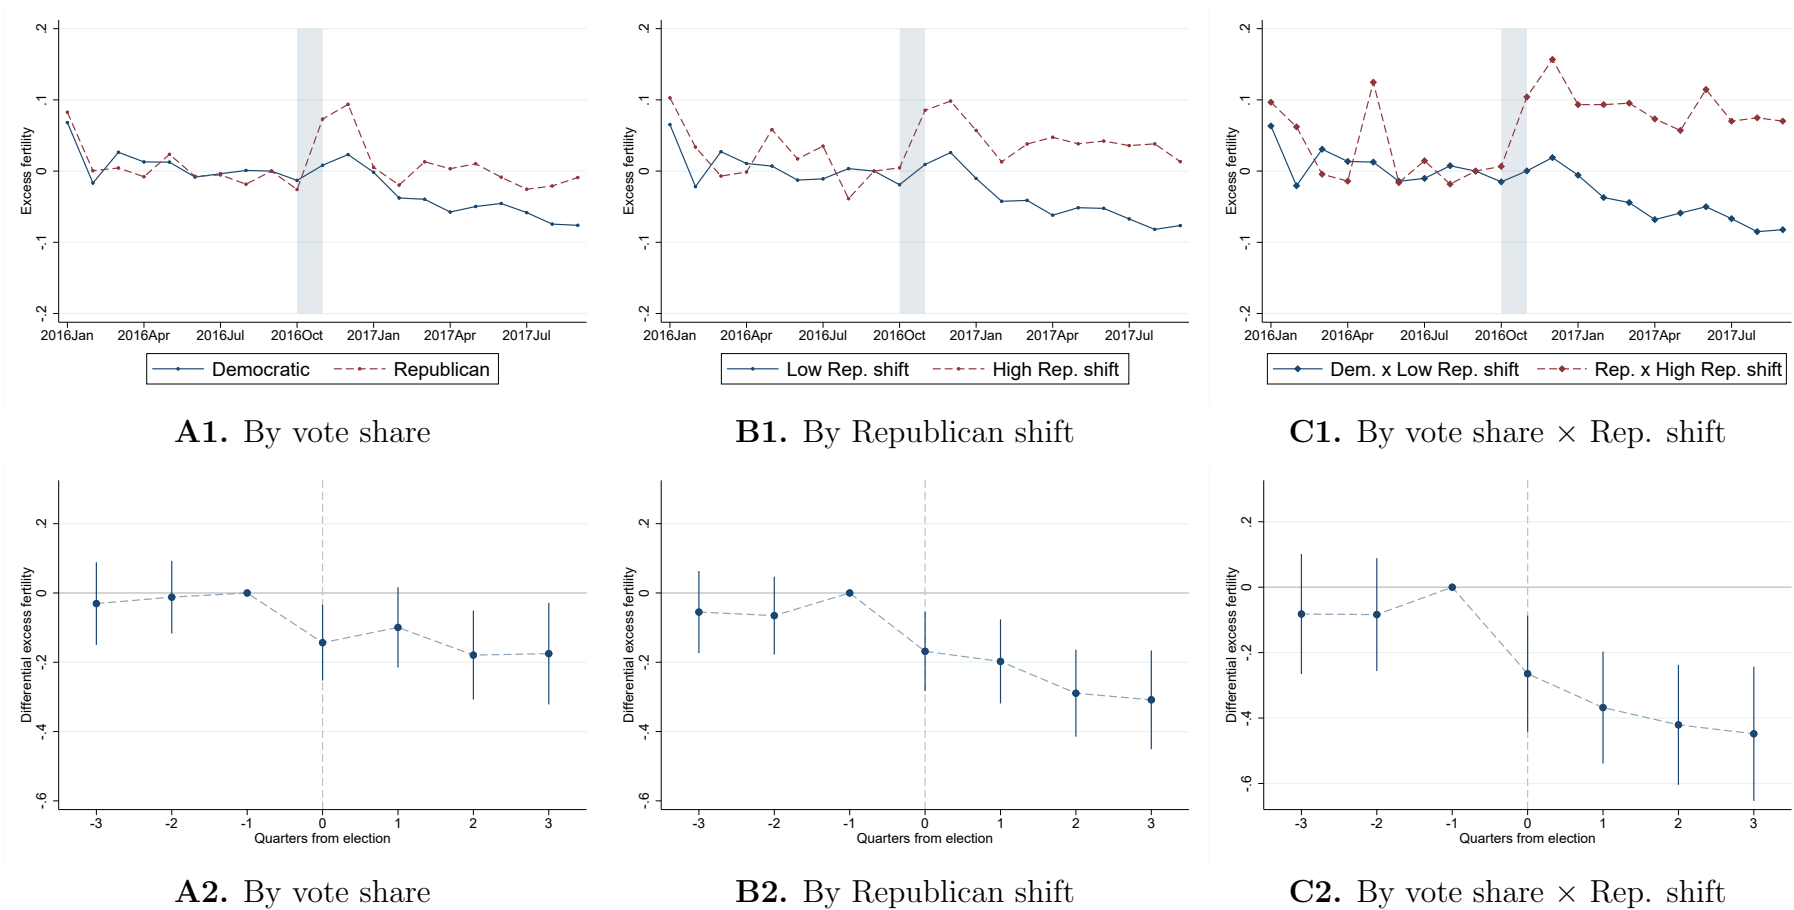 Excess fertility
.2
.1
0
-.1
-.2
2016Jan 2016Apr 2016Jul 2016Oct 2017Jan 2017Apr 2017Jul
Democratic Republican
A1. By vote share
Excess fertility
.2
.1
0
-.1
-.2
2016Jan 2016Apr 2016Jul 2016Oct 2017Jan 2017Apr 2017Jul
Low Rep. shift High Rep. shift
B1. By Republican shift
Excess fertility
.2
.1
0
-.1
-.2
2016Jan 2016Apr 2016Jul 2016Oct 2017Jan 2017Apr 2017Jul
Dem. x Low Rep. shift Rep. x High Rep. shift
C1. By vote share × Rep. shift
Differential excess fertility
.2
0
-.2
-.4
-.6
-3 -2 -1 0 1 2 3
Quarters from election
A2. By vote share
Differential excess fertility
.2
0
-.2
-.4
-.6
-3 -2 -1 0 1 2 3
Quarters from election
B2. By Republican shift
Differential excess fertility
.2
0
-.2
-.4
-.6
-3 -2 -1 0 1 2 3
Quarters from election
C2. By vote share × Rep. shift